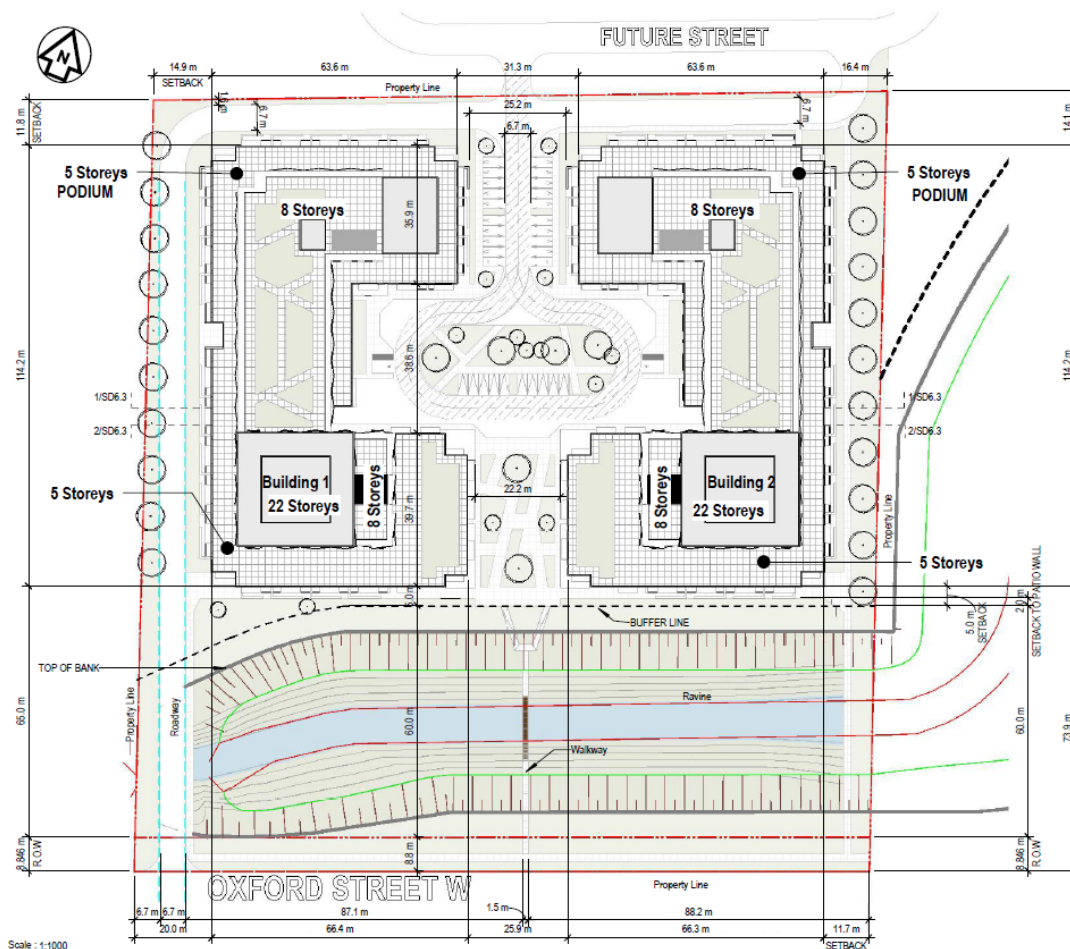 FUTURE STREET
N
14.9 m
63.6 m
31.3 m
63.6 m
16.4 m
SETBACK
Property Line
25.2 m
6.7 m
6.7 m
6.7 m
11.8 m
SETBACK
14.1 m
5 Storeys
PODIUM
5 Storeys
PODIUM
8 Storeys
8 Storeys
35.9 m
38.6 m
114.2 m
114.2 m
1/SD6.3
2/SD6.3
1/SD6.3
2/SD6.3
Building 1
22 Storeys
8 Storeys
39.7 m
22.2 m
8 Storeys
Building 2
22 Storeys
5 Storeys
5 Storeys
Property Line
BUFFER LINE
5.0 m
SETBACK
2.0 m
SETBACK TO PATIO WALL
TOP OF BANK
Property Line
Roadway
Ravine
Walkway
60.0 m
60.0 m
73.9 m
8.846 m
R.O.W
8.8 m
8.846 m
R.O.W
OXFORD STREET W
Property Line
6.7 m
6.7 m
87.1 m
1.5 m
88.2 m
20.0 m
66.4 m
25.9 m
66.3 m
11.7 m
SETBACK
Scale : 1:1000